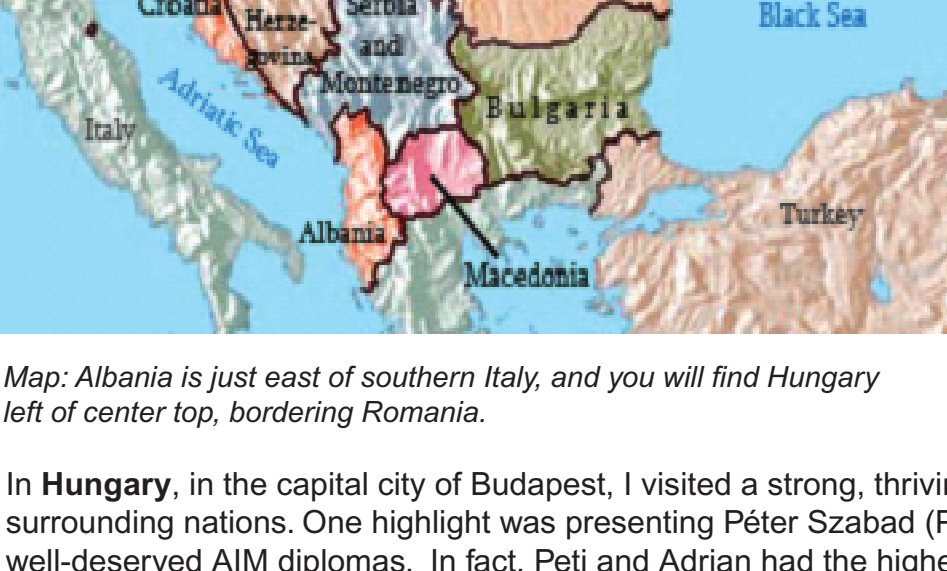 Croatia
Herze-
govina
Serbia
and
Montenegro
Black Sea
Adriatic Sea
Italy
Bulgaria
Albania
Macedonia
Turkey
Map: Albania is just east of southern Italy, and you will find Hungary
left of center top, bordering Romania.
In Hungary, in the capital city of Budapest, I visited a strong, thrivin
surrounding nations. One highlight was presenting Péter Szabad (P
well-deserved AIM diplomas.  In fact, Peti and Adrian had the highe